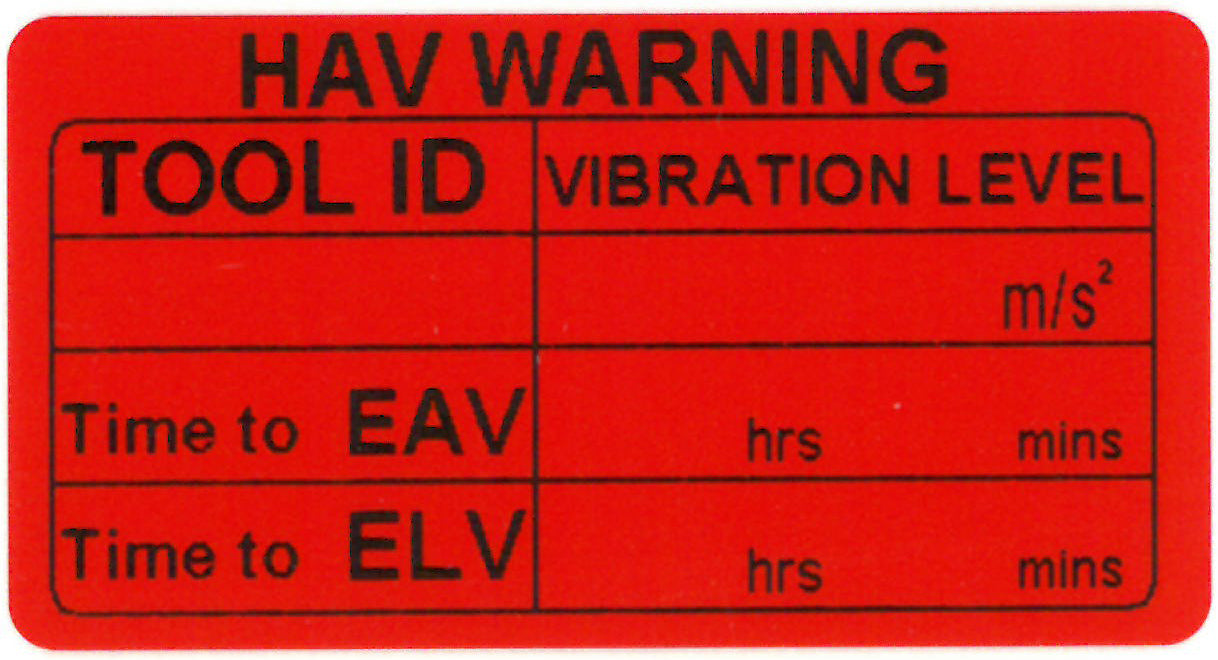 HAV WARNING
TOOL ID VIBRATION LEVEL
m/s²
Time to EAV hrs mins
Time to ELV hrs mins